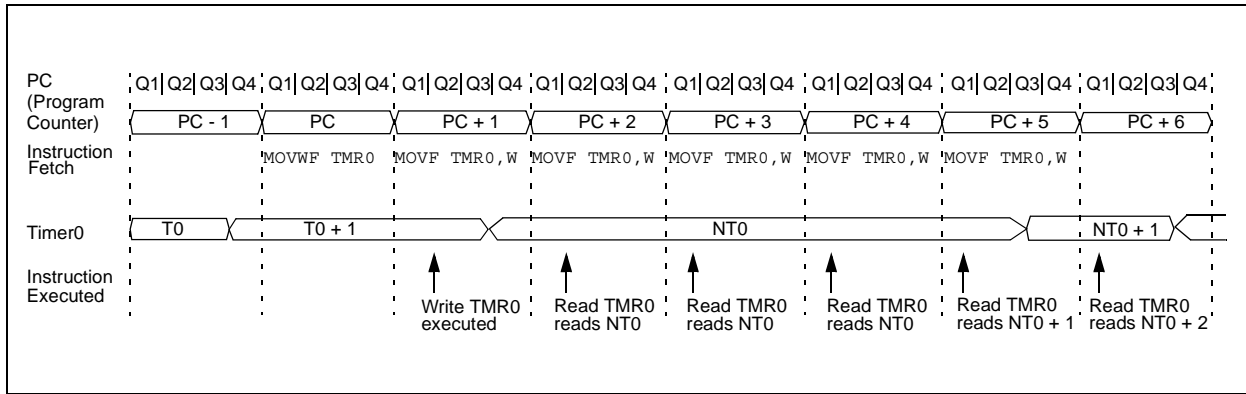 PC
(Program
Counter)
Q1 Q2 Q3 Q4 Q1 Q2 Q3 Q4 Q1 Q2 Q3 Q4 Q1 Q2 Q3 Q4 Q1 Q2 Q3 Q4 Q1 Q2 Q3 Q4 Q1 Q2 Q3 Q4 Q1 Q2 Q3 Q4
PC - 1 PC PC + 1 PC + 2 PC + 3 PC + 4 PC + 5 PC + 6
Instruction
Fetch
MOVWF TMR0 MOVF TMR0,W MOVF TMR0,W MOVF TMR0,W MOVF TMR0,W MOVF TMR0,W
Timer0
T0 T0 + 1 NT0 NT0 + 1
Instruction
Executed
Write TMR0
executed
Read TMR0
reads NT0
Read TMR0
reads NT0
Read TMR0
reads NT0
Read TMR0
reads NT0 + 1
Read TMR0
reads NT0 + 2